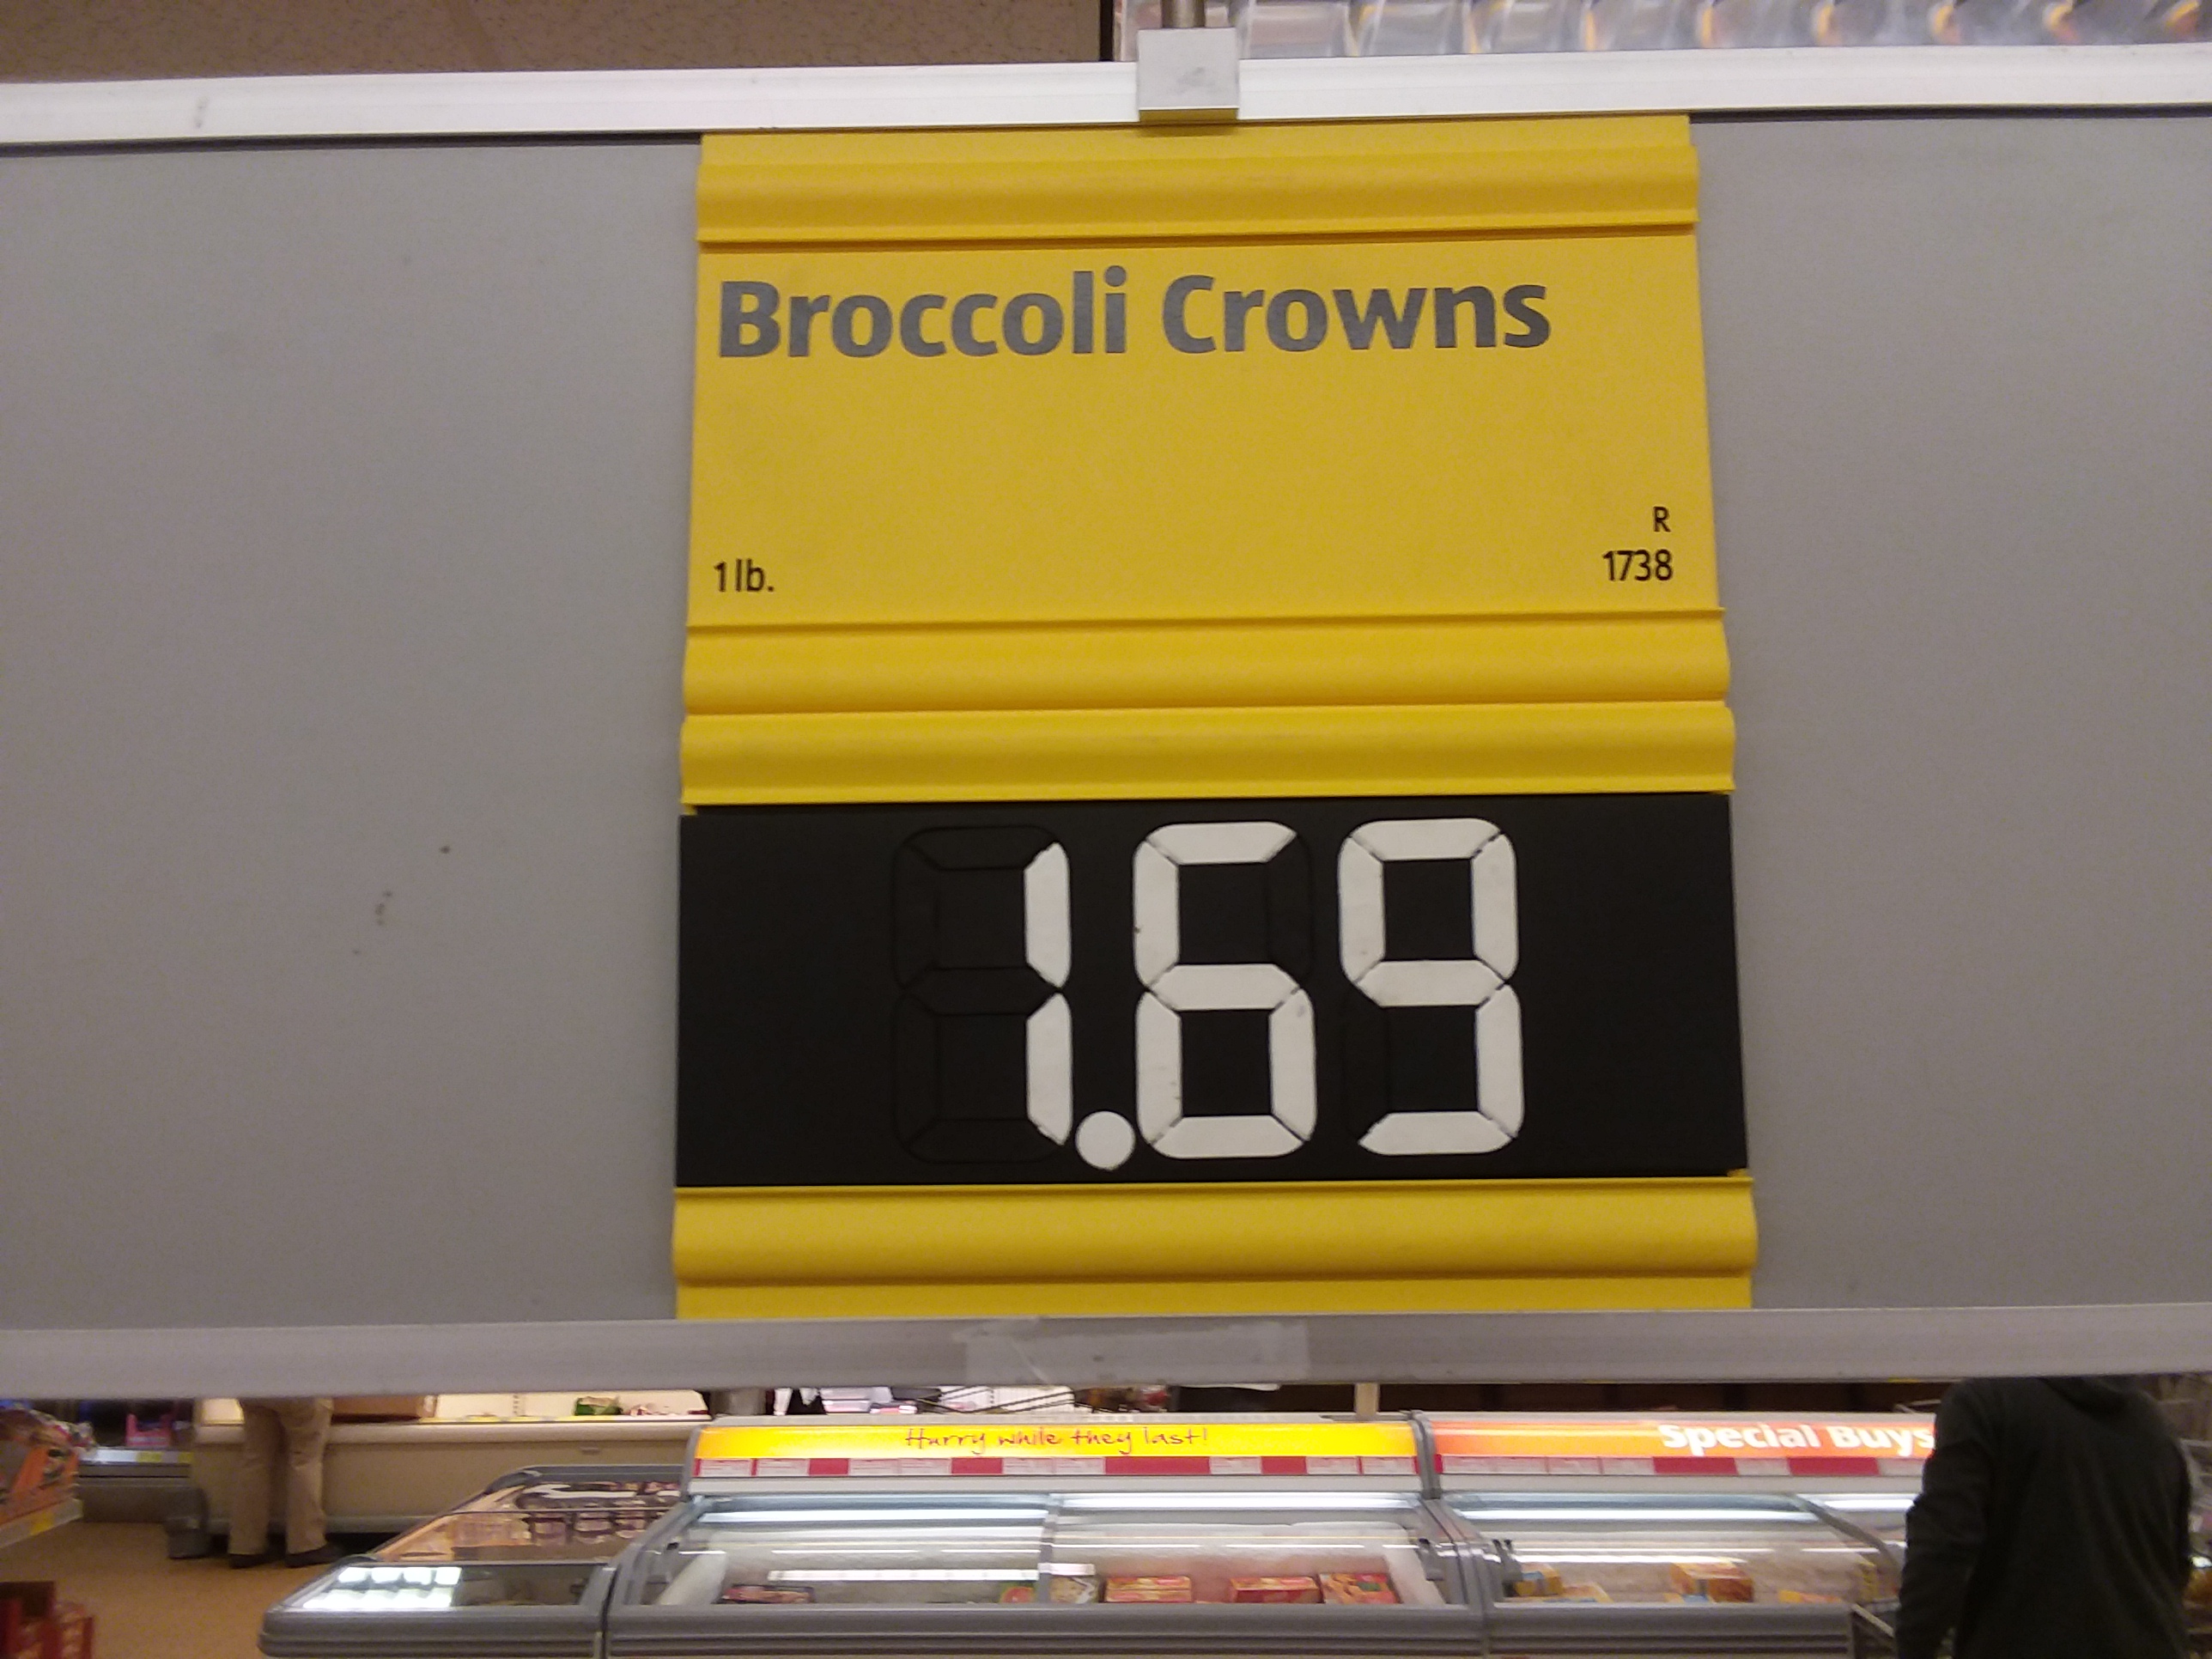 Broccoli Crowns
R
1 lb. 1738
1.69
Hurry while they last!
Special Buys